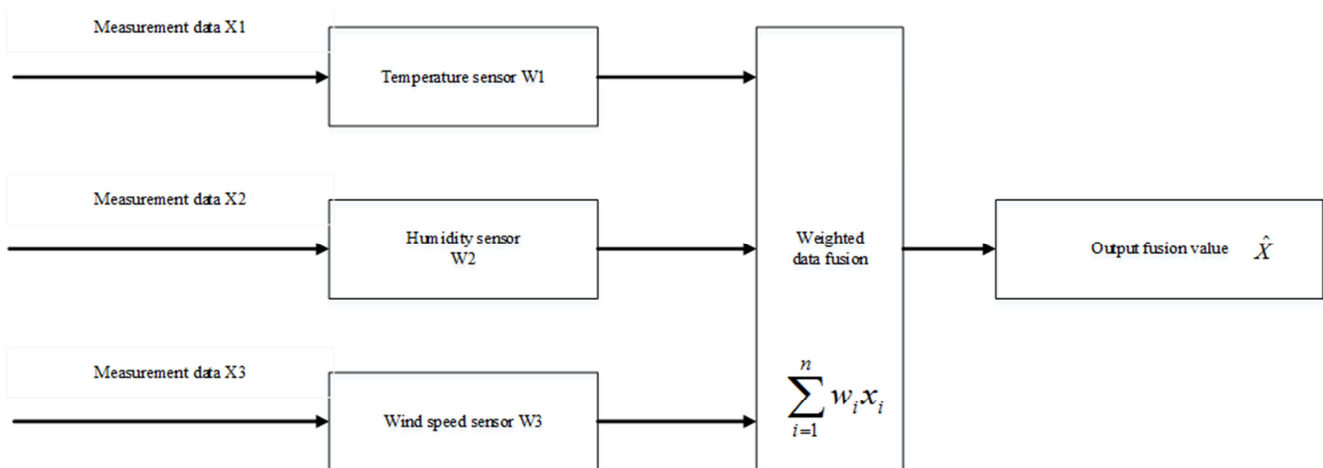 Measurement data X1
Temperature sensor W1
Measurement data X2
Humidity sensor
W2
Weighted
data fusion
Output fusion value X̂
Measurement data X3
Wind speed sensor W3
n
∑ wᵢxᵢ
i=1